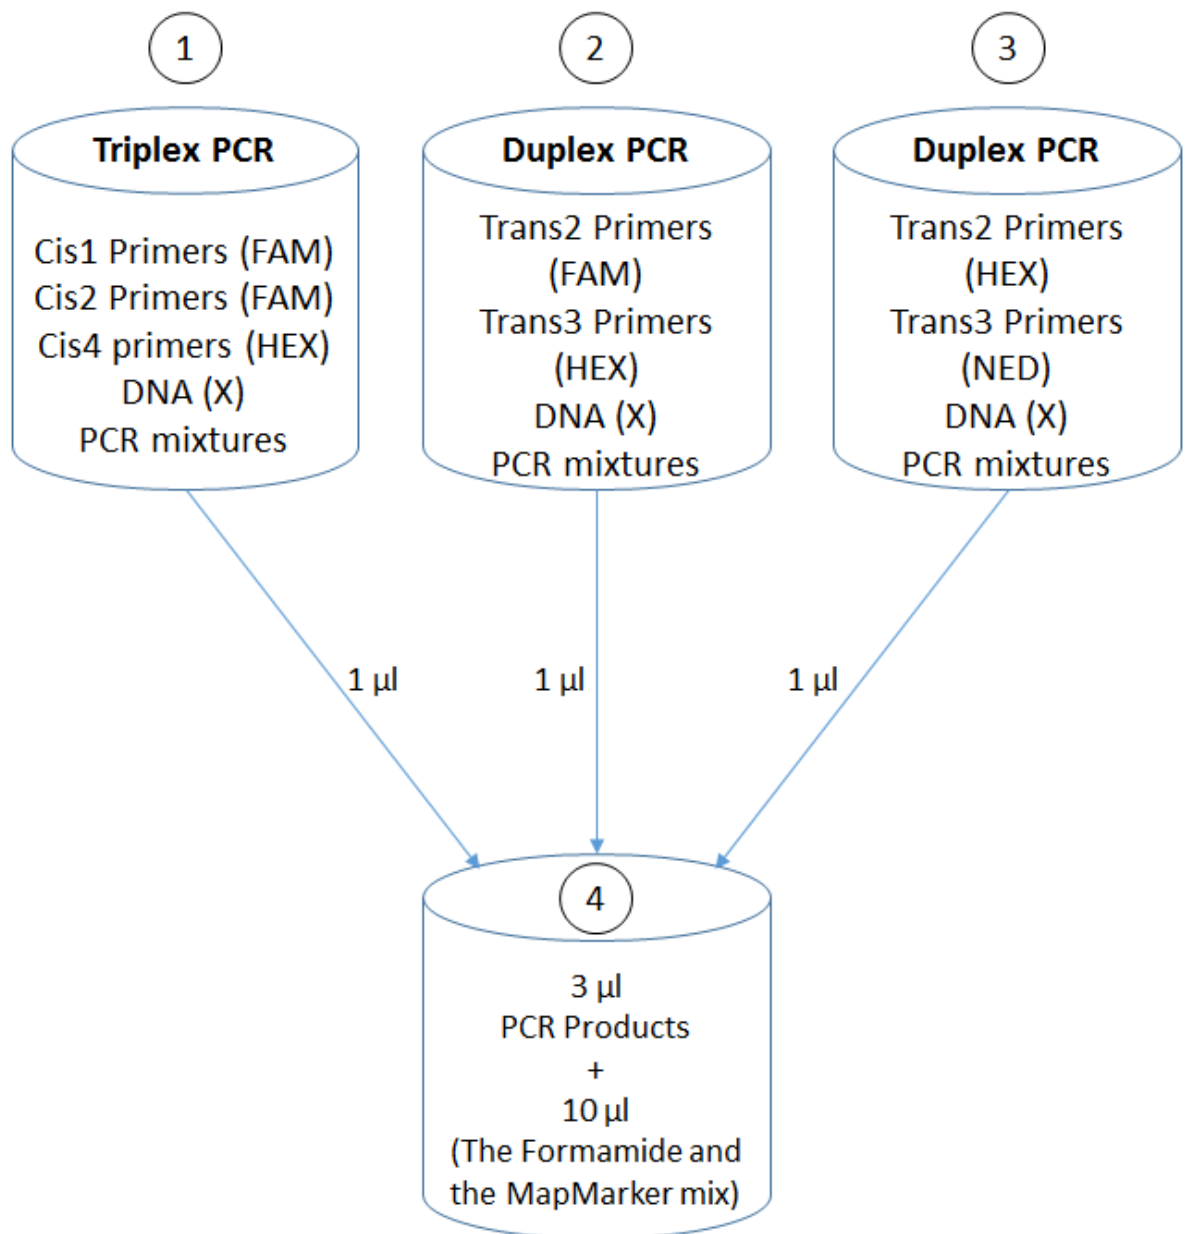 1
Triplex PCR
Cis1 Primers (FAM)
Cis2 Primers (FAM)
Cis4 primers (HEX)
DNA (X)
PCR mixtures
2
Duplex PCR
Trans2 Primers
(FAM)
Trans3 Primers
(HEX)
DNA (X)
PCR mixtures
3
Duplex PCR
Trans2 Primers
(HEX)
Trans3 Primers
(NED)
DNA (X)
PCR mixtures
1 µl
1 µl
1 µl
4
3 µl
PCR Products
+
10 µl
(The Formamide and
the MapMarker mix)